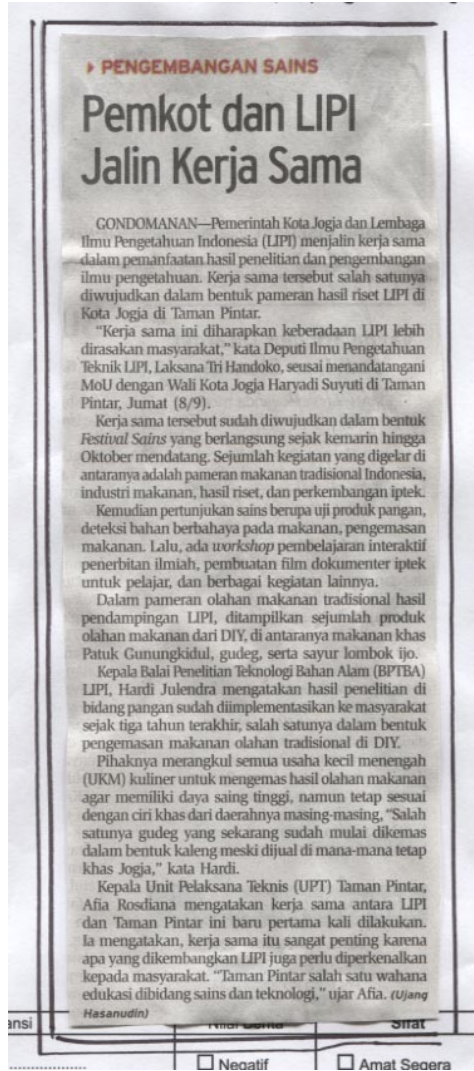 PENGEMBANGAN SAINS
Pemkot dan LIPI
Jalin Kerja Sama
GONDOMANAN—Pemerintah Kota Jogja dan Lembaga
Ilmu Pengetahuan Indonesia (LIPI) menjalin kerja sama
dalam pemanfaatan hasil penelitian dan pengembangan
ilmu pengetahuan. Kerja sama tersebut salah satunya
diwujudkan dalam bentuk pameran hasil riset LIPI di
Kota Jogja di Taman Pintar.
"Kerja sama ini diharapkan keberadaan LIPI lebih
dirasakan masyarakat," kata Deputi Ilmu Pengetahuan
Teknik LIPI, Laksana Tri Handoko, seusai menandatangani
MoU dengan Wali Kota Jogja Haryadi Suyuti di Taman
Pintar, Jumat (8/9).
Kerja sama tersebut sudah diwujudkan dalam bentuk
Festival Sains yang berlangsung sejak kemarin hingga
Oktober mendatang. Sejumlah kegiatan yang digelar di
antaranya adalah pameran makanan tradisional Indonesia,
industri makanan, hasil riset, dan perkembangan iptek.
Kemudian pertunjukan sains berupa uji produk pangan,
deteksi bahan berbahaya pada makanan, pengemasan
makanan. Lalu, ada workshop pembelajaran interaktif
penerbitan ilmiah, pembuatan film dokumenter iptek
untuk pelajar, dan berbagai kegiatan lainnya.
Dalam pameran olahan makanan tradisional hasil
pendampingan LIPI, ditampilkan sejumlah produk
olahan makanan dari DIY, di antaranya makanan khas
Patuk Gunungkidul, gudeg, serta sayur lombok ijo.
Kepala Balai Penelitian Teknologi Bahan Alam (BPTBA)
LIPI, Hardi Julendra mengatakan hasil penelitian di
bidang pangan sudah diimplementasikan ke masyarakat
sejak tiga tahun terakhir, salah satunya dalam bentuk
pengemasan makanan olahan tradisional di DIY.
Pihaknya merangkul semua usaha kecil menengah
(UKM) kuliner untuk mengemas hasil olahan makanan
agar memiliki daya saing tinggi, namun tetap sesuai
dengan ciri khas dari daerahnya masing-masing, "Salah
satunya gudeg yang sekarang sudah mulai dikemas
dalam bentuk kaleng meski dijual di mana-mana tetap
khas Jogja," kata Hardi.
Kepala Unit Pelaksana Teknis (UPT) Taman Pintar,
Afia Rosdiana mengatakan kerja sama antara LIPI
dan Taman Pintar ini baru pertama kali dilakukan.
Ia mengatakan, kerja sama itu sangat penting karena
apa yang dikembangkan LIPI juga perlu diperkenalkan
kepada masyarakat. "Taman Pintar salah satu wahana
edukasi dibidang sains dan teknologi," ujar Afia. (Ujang
Hasanudin)
ansi
Sifat
Negatif
Amat Segera